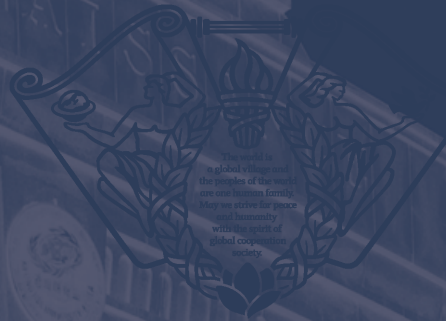 The world is
a global village and
the peoples of the world
are one human family.
May we strive for peace
and humanity
with the spirit of
global cooperation
society.